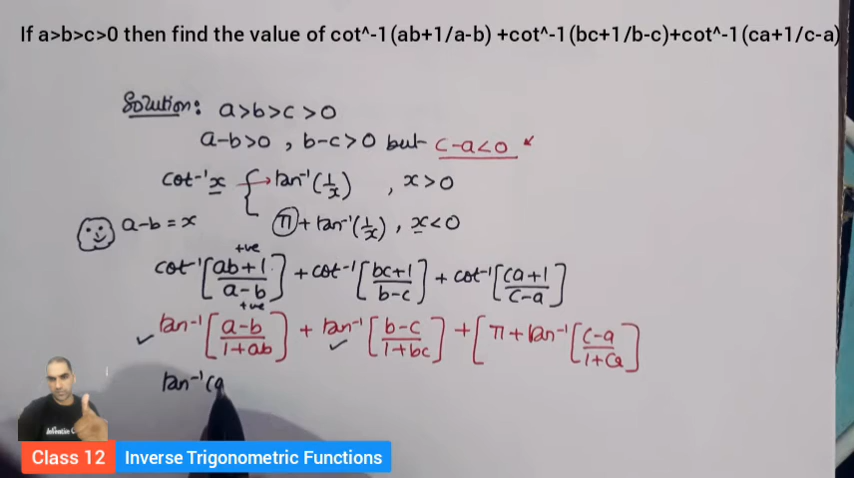 If a>b>c>0 then find the value of cot^-1(ab+1/a-b) +cot^-1(bc+1/b-c)+cot^-1(ca+1/c-a)
Solution: a>b>c>0
a-b>0 , b-c>0 but c-a<0
cot⁻¹x { → tan⁻¹(1/x) , x>0
a-b=x π+tan⁻¹(1/x) , x<0
+ve
cot⁻¹[ab+1/a-b] + cot⁻¹[bc+1/b-c] + cot⁻¹[ca+1/c-a]
+ve
tan⁻¹[a-b/1+ab] + tan⁻¹[b-c/1+bc] + [π+tan⁻¹[c-a/1+ca]
tan⁻¹(a
Class 12 Inverse Trigonometric Functions